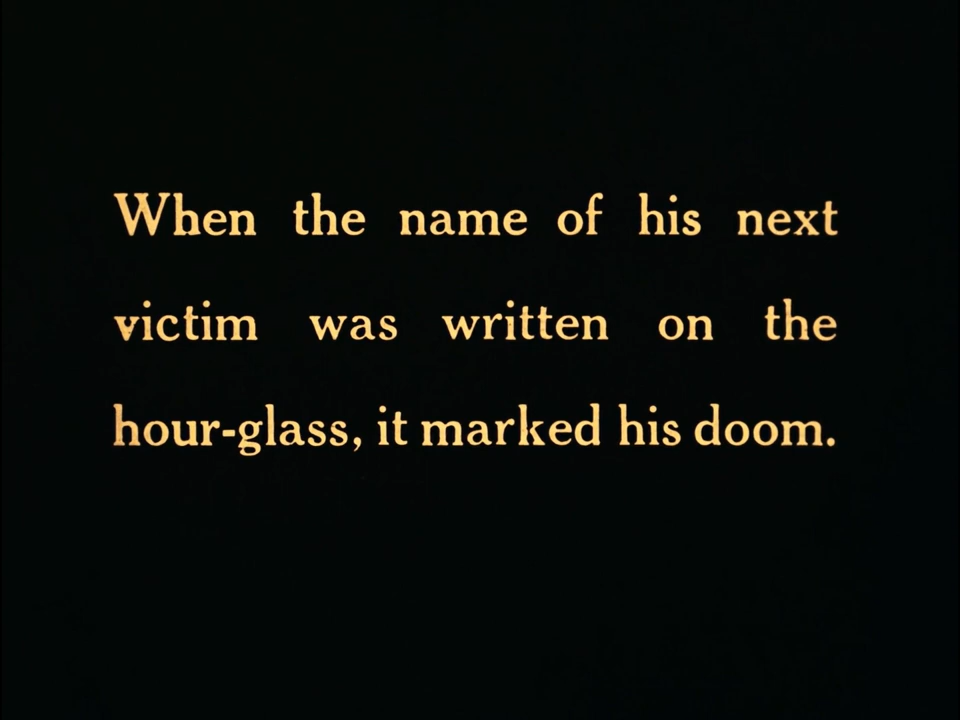 When the name of his next
victim was written on the
hour-glass, it marked his doom.